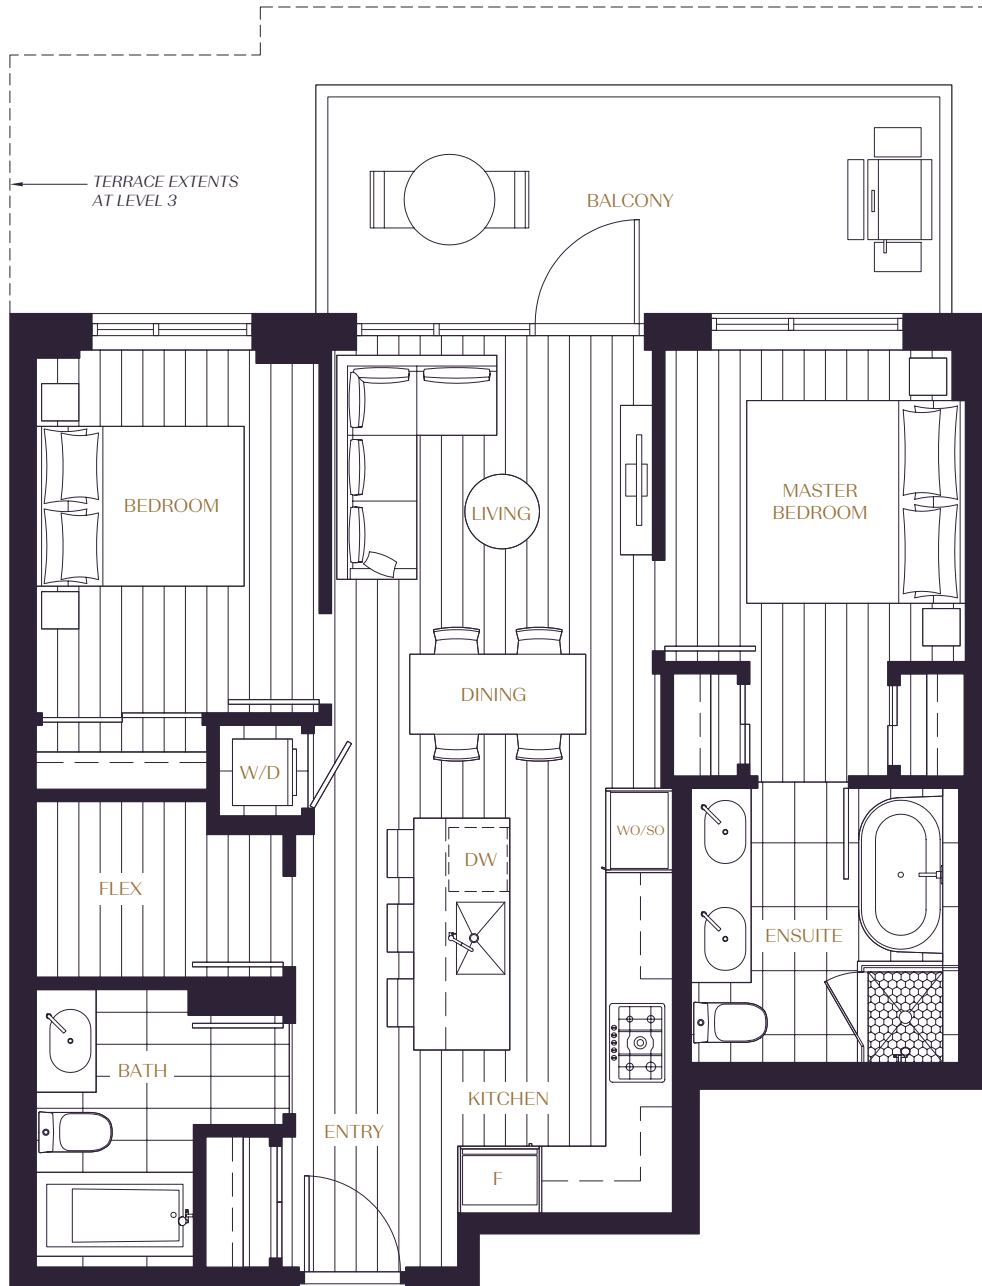 TERRACE EXTENTS
AT LEVEL 3
BALCONY
BEDROOM
LIVING
MASTER
BEDROOM
DINING
W/D
WO/SO
DW
FLEX
ENSUITE
BATH
KITCHEN
ENTRY
F